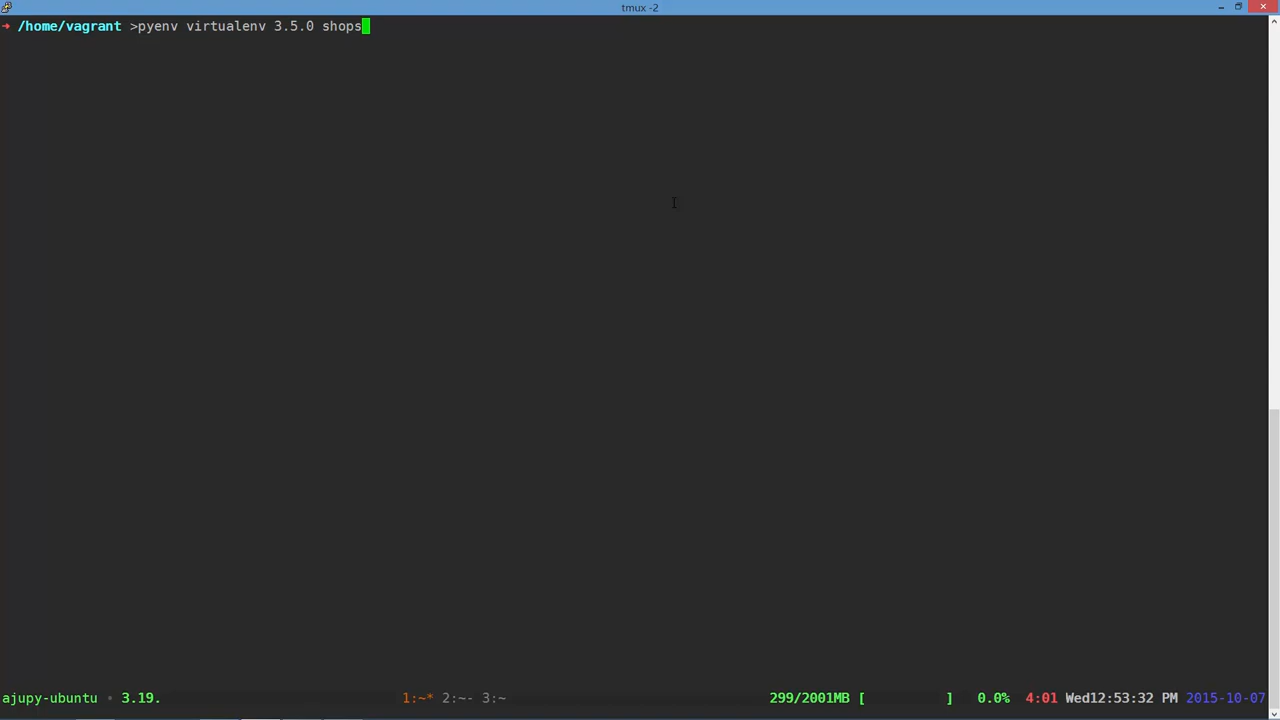 tmux -2
→ /home/vagrant >pyenv virtualenv 3.5.0 shops
ajupy-ubuntu • 3.19. 1:~* 2:~- 3:~ 299/2001MB [ ] 0.0% 4:01 Wed12:53:32 PM 2015-10-07